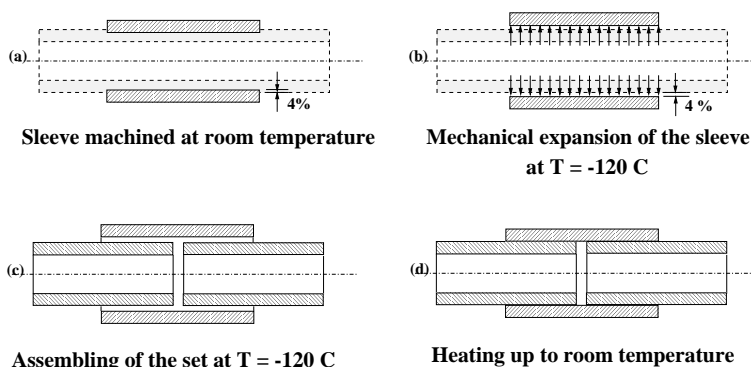 (a)
4%
Sleeve machined at room temperature
(b)
4 %
Mechanical expansion of the sleeve
at T = -120 C
(c)
Assembling of the set at T = -120 C
(d)
Heating up to room temperature